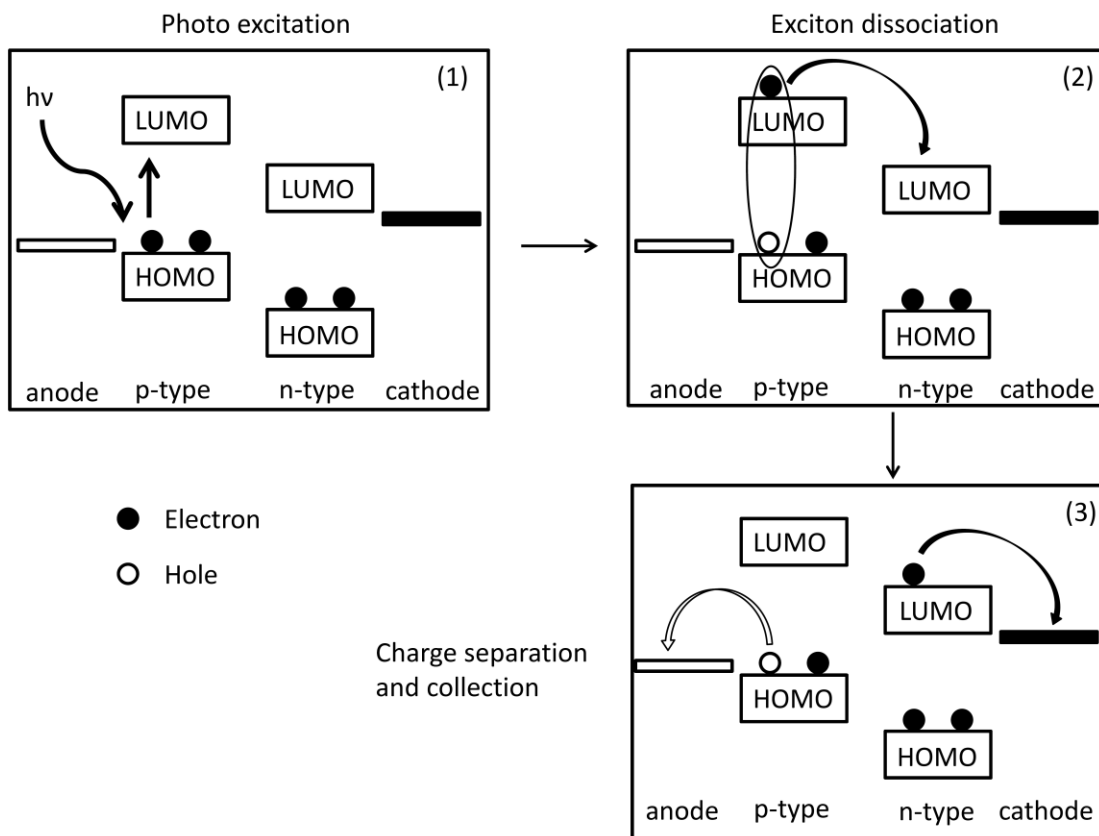 Photo excitation
(1)
hν
LUMO
LUMO
HOMO
HOMO
anode p-type n-type cathode
Exciton dissociation
(2)
LUMO
LUMO
HOMO
HOMO
anode p-type n-type cathode
Electron
Hole
Charge separation
and collection
(3)
LUMO
LUMO
HOMO
HOMO
anode p-type n-type cathode